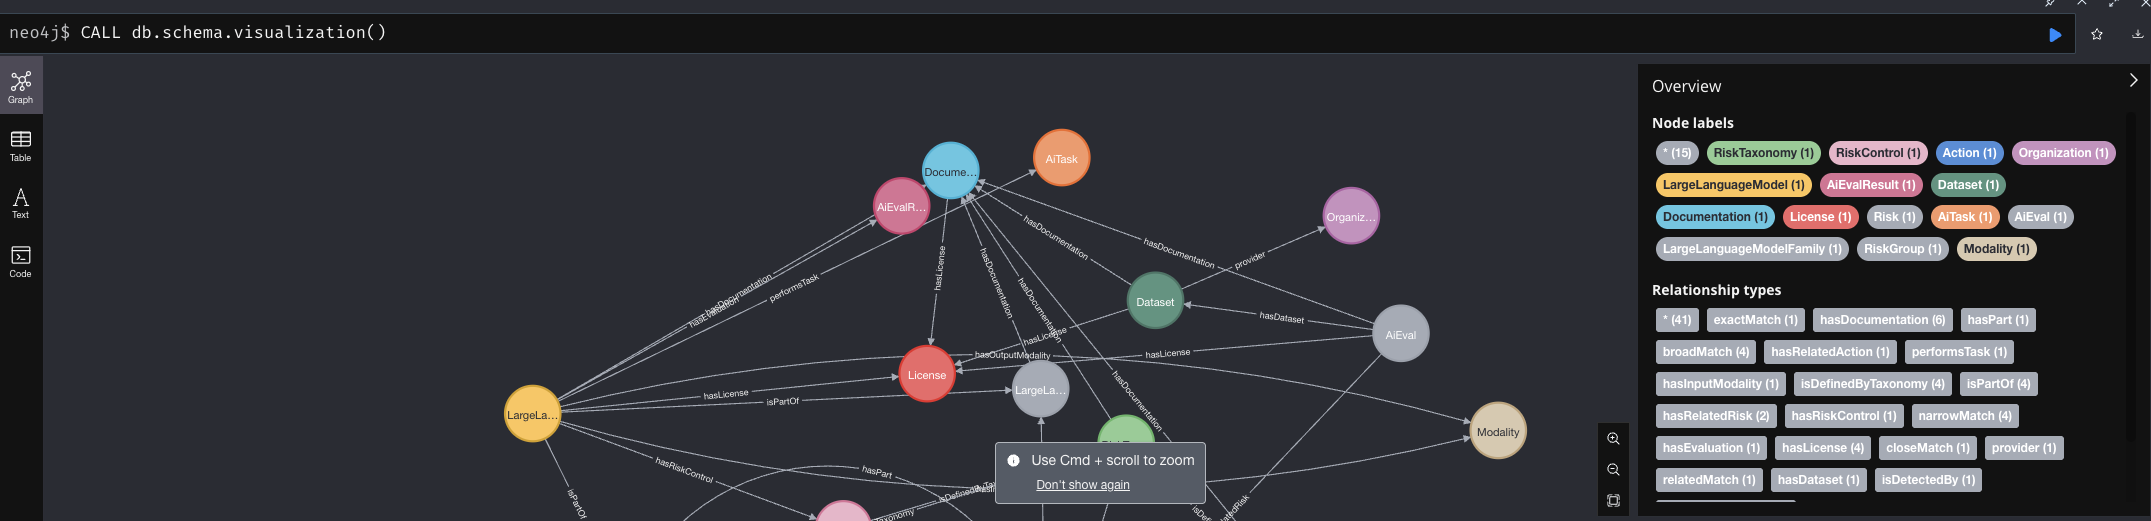 neo4j$ CALL db.schema.visualization()
Graph
Table
Text
Code
Docume...
AiTask
AiEvalR...
Organiz...
Dataset
AiEval
License
LargeLa...
LargeLa...
Modality
hasDocumentation
hasEvaluation
performsTask
hasLicense
hasDocumentation
hasDocumentation
hasDocumentation
hasDocumentation
provider
hasDocumentation
hasDataset
hasLicense
hasOutputModality
hasLicense
hasLicense
isPartOf
hasRiskControl
isPartOf
hasPart
Use Cmd + scroll to zoom
Don't show again
Overview
Node labels
* (15) RiskTaxonomy (1) RiskControl (1) Action (1) Organization (1)
LargeLanguageModel (1) AiEvalResult (1) Dataset (1)
Documentation (1) License (1) Risk (1) AiTask (1) AiEval (1)
LargeLanguageModelFamily (1) RiskGroup (1) Modality (1)
Relationship types
* (41) exactMatch (1) hasDocumentation (6) hasPart (1)
broadMatch (4) hasRelatedAction (1) performsTask (1)
hasInputModality (1) isDefinedByTaxonomy (4) isPartOf (4)
hasRelatedRisk (2) hasRiskControl (1) narrowMatch (4)
hasEvaluation (1) hasLicense (4) closeMatch (1) provider (1)
relatedMatch (1) hasDataset (1) isDetectedBy (1)